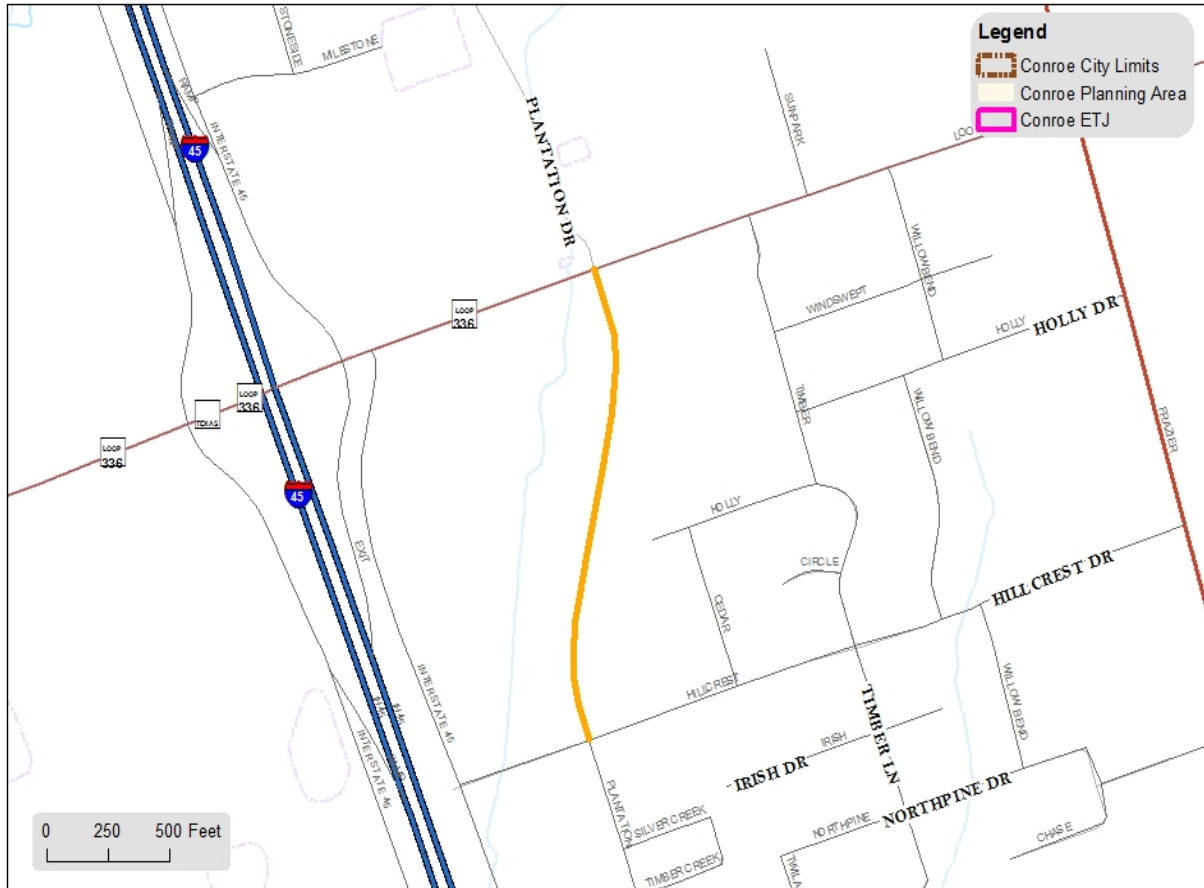 Legend
Conroe City Limits
Conroe Planning Area
Conroe ETJ
STONESIDE
MILESTONE
RAMP
INTERSTATE 45
45
PLANTATION DR
SUNPARK
LOO
WILLOWBEND
WINDSWEPT
HOLLY
HOLLY DR
LOOP
336
LOOP
336
TEXAS
LOOP
336
TIMBER
WILLOW BEND
FRAZIER
45
EXIT
HOLLY
CIRCLE
CEDAR
HILLCREST DR
HILLCREST
INTERSTATE 45
INTERSTATE 45
WILLOW BEND
TIMBER LN
IRISH
IRISH DR
PLANTATION
SILVERCREEK
TIMBERCREEK
NORTHPINE
NORTHPINE DR
CHASE
TWILA
0 250 500 Feet